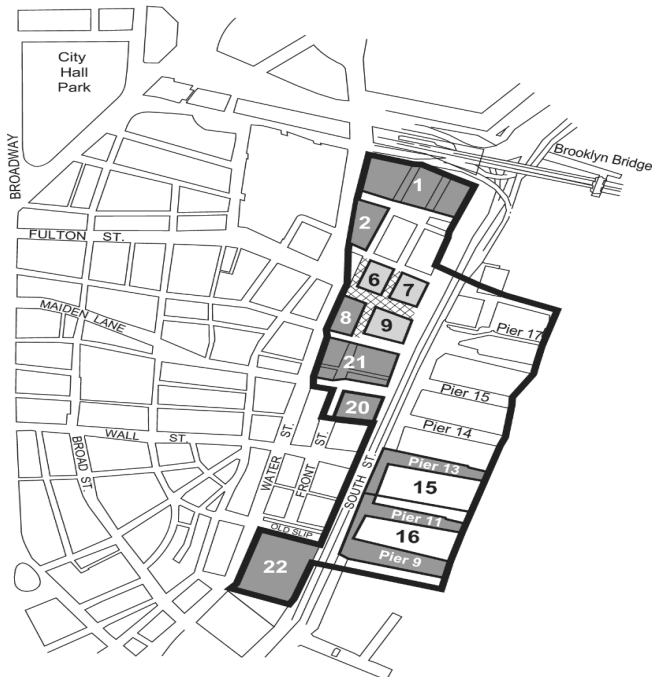 City
Hall
Park
BROADWAY
Brooklyn Bridge
1
2
FULTON ST.
6
7
MAIDEN LANE
8
9
Pier 17
21
Pier 15
20
Pier 14
WALL ST.
BROAD ST.
WATER ST.
FRONT ST.
SOUTH ST.
Pier 13
15
Pier 11
16
OLD SLIP
Pier 9
22